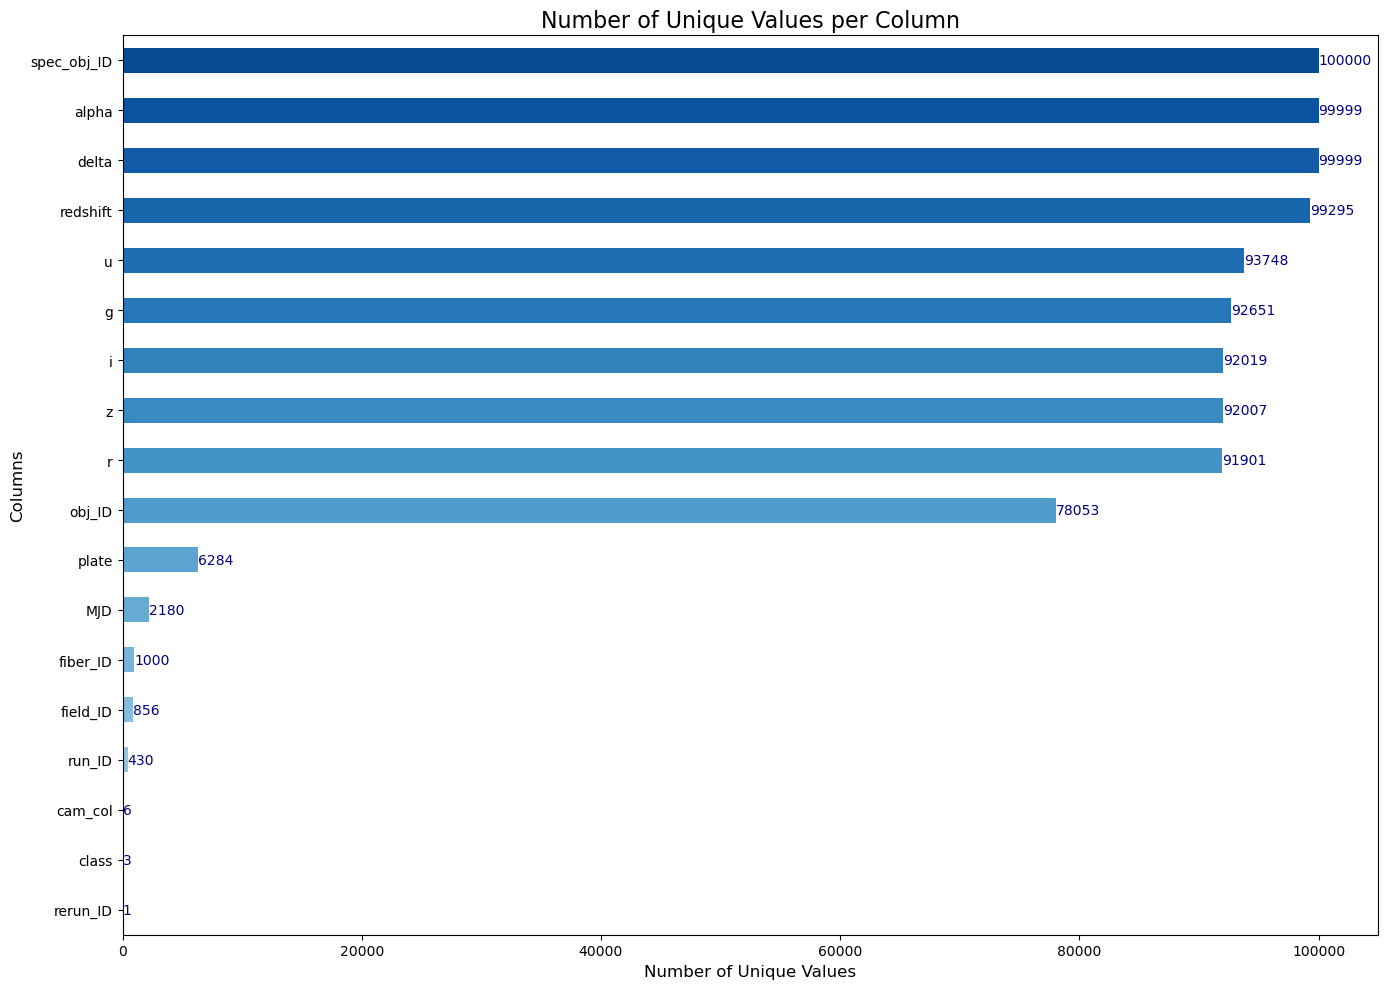 Number of Unique Values per Column
spec_obj_ID 100000
alpha 99999
delta 99999
redshift 99295
u 93748
g 92651
i 92019
z 92007
r 91901
obj_ID 78053
plate 6284
MJD 2180
fiber_ID 1000
field_ID 856
run_ID 430
cam_col 6
class 3
rerun_ID 1
Columns
0 20000 40000 60000 80000 100000
Number of Unique Values